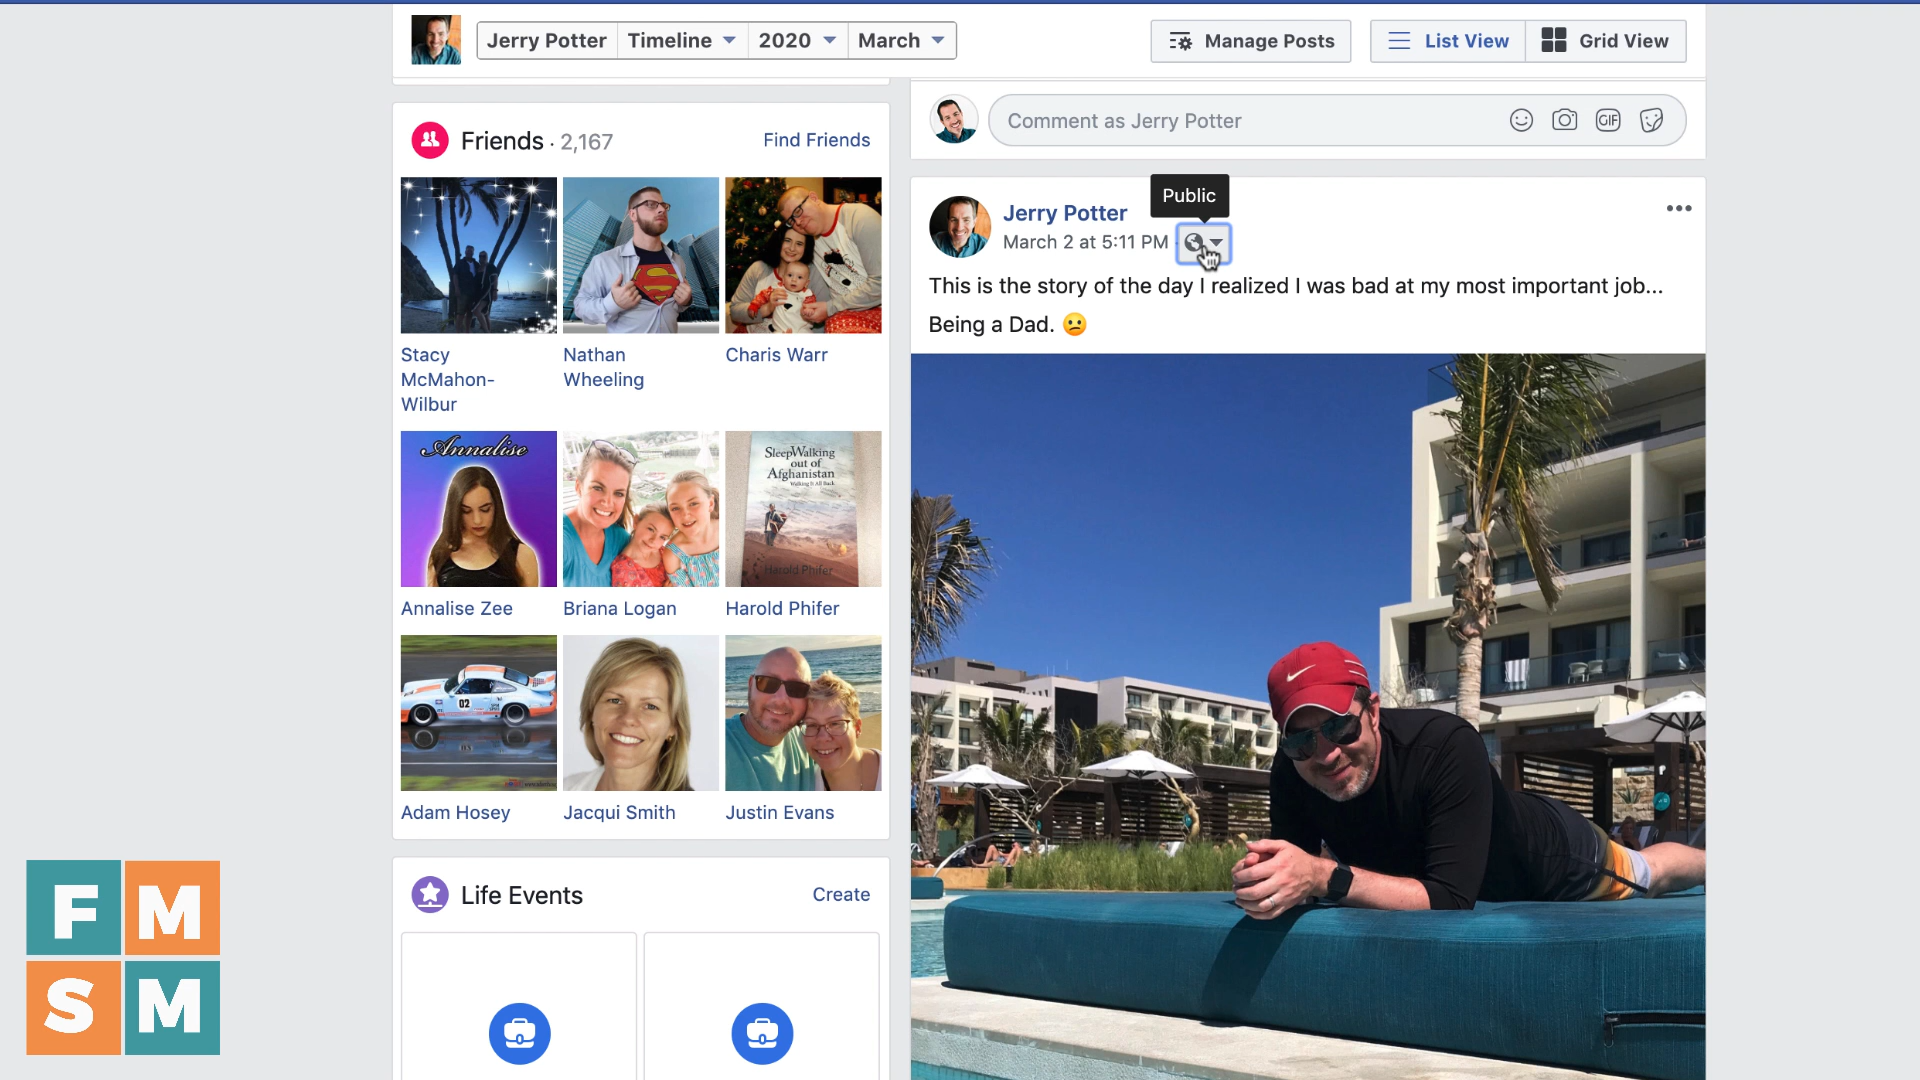 Jerry Potter Timeline 2020 March
Manage Posts
List View
Grid View
Friends · 2,167
Find Friends
Stacy
McMahon-
Wilbur
Nathan
Wheeling
Charis Warr
Annalise
SleepWalking
out of
Afghanistan
Walking It All Back
Harold Phifer
Annalise Zee
Briana Logan
Harold Phifer
02
Adam Hosey
Jacqui Smith
Justin Evans
Life Events
Create
Comment as Jerry Potter
GIF
Public
Jerry Potter
March 2 at 5:11 PM
This is the story of the day I realized I was bad at my most important job...
Being a Dad. 😕
F M
S M